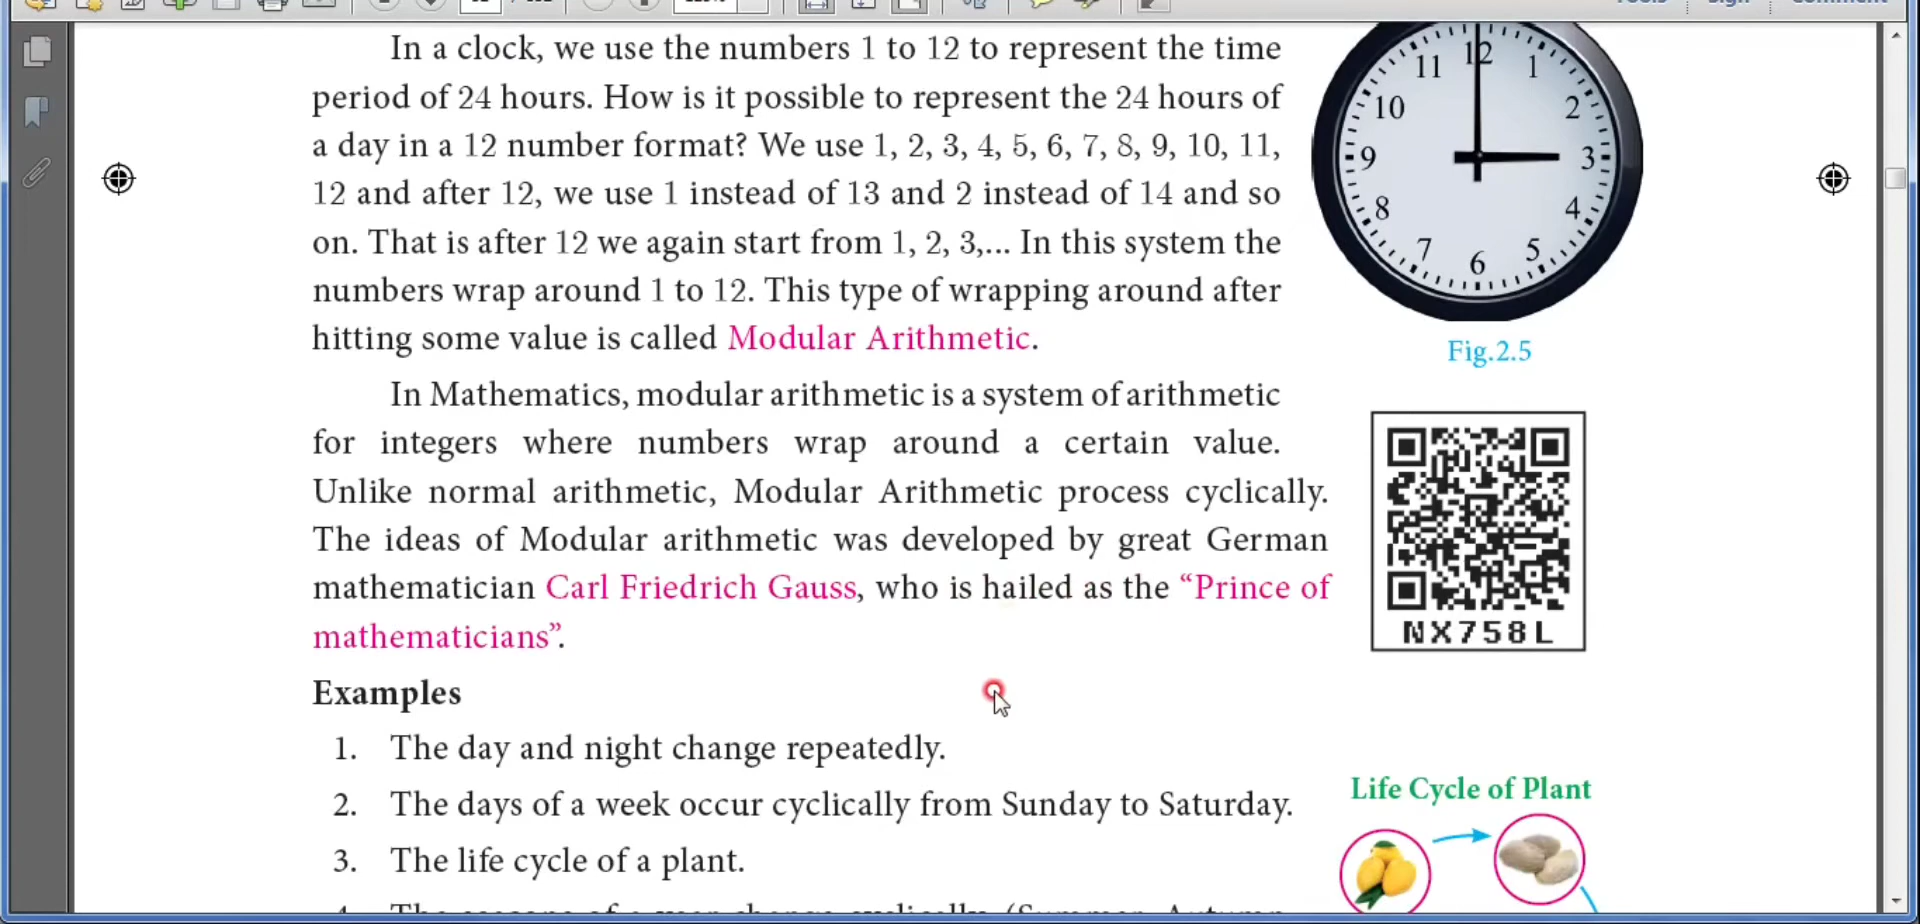 In a clock, we use the numbers 1 to 12 to represent the time
period of 24 hours. How is it possible to represent the 24 hours of
a day in a 12 number format? We use 1, 2, 3, 4, 5, 6, 7, 8, 9, 10, 11,
12 and after 12, we use 1 instead of 13 and 2 instead of 14 and so
on. That is after 12 we again start from 1, 2, 3,... In this system the
numbers wrap around 1 to 12. This type of wrapping around after
hitting some value is called Modular Arithmetic.
12
1
2
3
4
5
6
7
8
9
10
11
Fig.2.5
In Mathematics, modular arithmetic is a system of arithmetic
for integers where numbers wrap around a certain value.
Unlike normal arithmetic, Modular Arithmetic process cyclically.
The ideas of Modular arithmetic was developed by great German
mathematician Carl Friedrich Gauss, who is hailed as the “Prince of
mathematicians”.
NX758L
Examples
1. The day and night change repeatedly.
2. The days of a week occur cyclically from Sunday to Saturday.
3. The life cycle of a plant.
Life Cycle of Plant